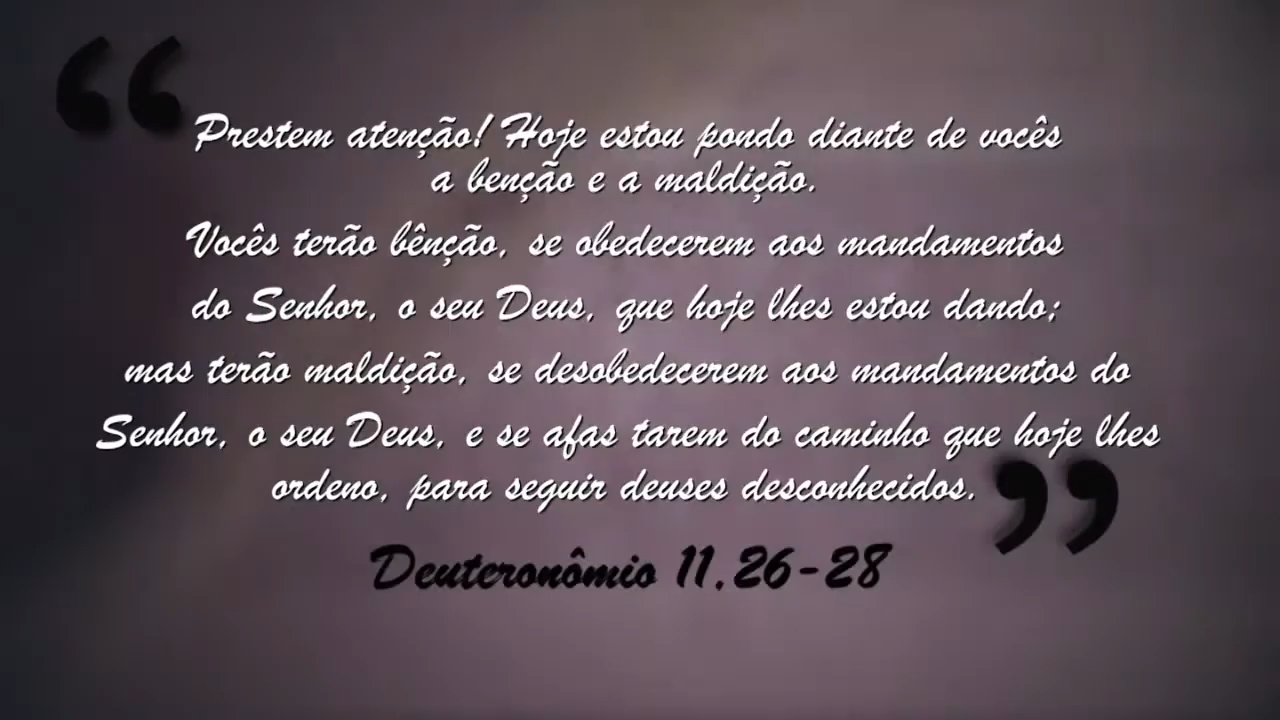 “Prestem atenção! Hoje estou pondo diante de vocês
a benção e a maldição.
Vocês terão bênção, se obedecerem aos mandamentos
do Senhor, o seu Deus, que hoje lhes estou dando;
mas terão maldição, se desobedecerem aos mandamentos do
Senhor, o seu Deus, e se afas tarem do caminho que hoje lhes
ordeno, para seguir deuses desconhecidos.”
Deuteronômio 11.26-28